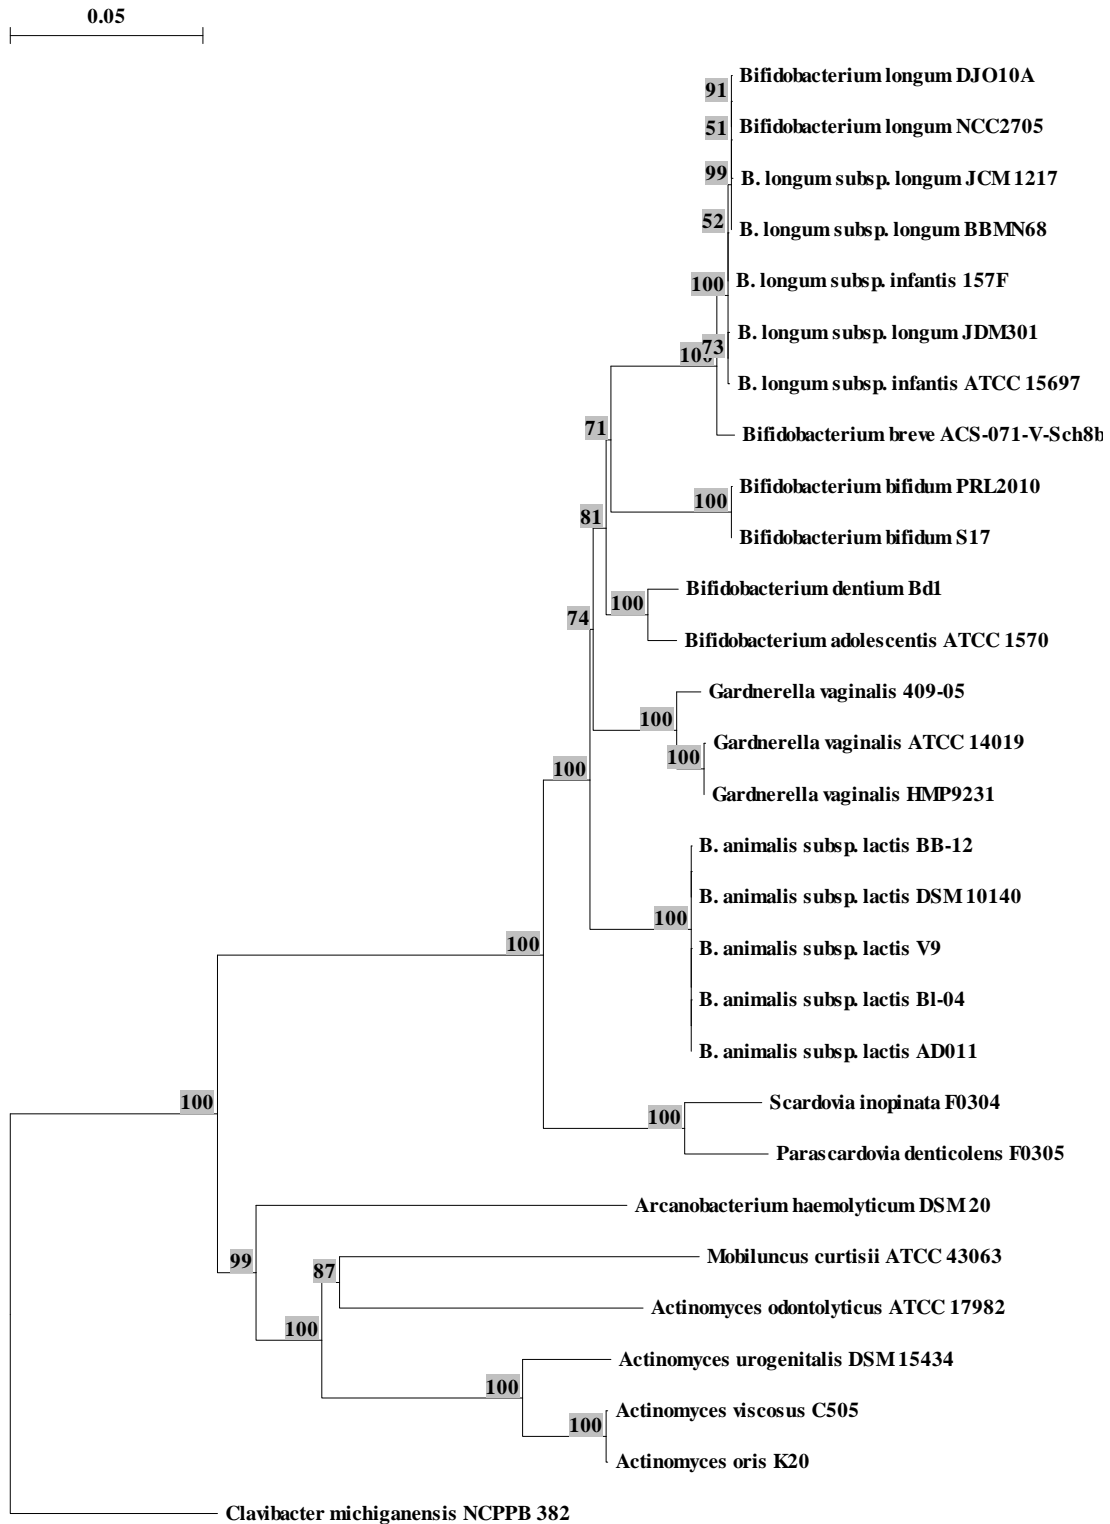 0.05
91
Bifidobacterium longum DJO10A
51
Bifidobacterium longum NCC2705
99
B. longum subsp. longum JCM 1217
52
B. longum subsp. longum BBMN68
100
B. longum subsp. infantis 157F
B. longum subsp. longum JDM301
100
73
B. longum subsp. infantis ATCC 15697
71
Bifidobacterium breve ACS-071-V-Sch8b
100
Bifidobacterium bifidum PRL2010
81
Bifidobacterium bifidum S17
Bifidobacterium dentium Bd1
100
74
Bifidobacterium adolescentis ATCC 1570
Gardnerella vaginalis 409-05
100
Gardnerella vaginalis ATCC 14019
100
100
Gardnerella vaginalis HMP9231
B. animalis subsp. lactis BB-12
B. animalis subsp. lactis DSM 10140
100
100
B. animalis subsp. lactis V9
B. animalis subsp. lactis Bl-04
B. animalis subsp. lactis AD011
100
Scardovia inopinata F0304
100
Parascardovia denticolens F0305
Arcanobacterium haemolyticum DSM 20
99
Mobiluncus curtisii ATCC 43063
87
Actinomyces odontolyticus ATCC 17982
100
Actinomyces urogenitalis DSM 15434
100
Actinomyces viscosus C505
100
Actinomyces oris K20
Clavibacter michiganensis NCPPB 382